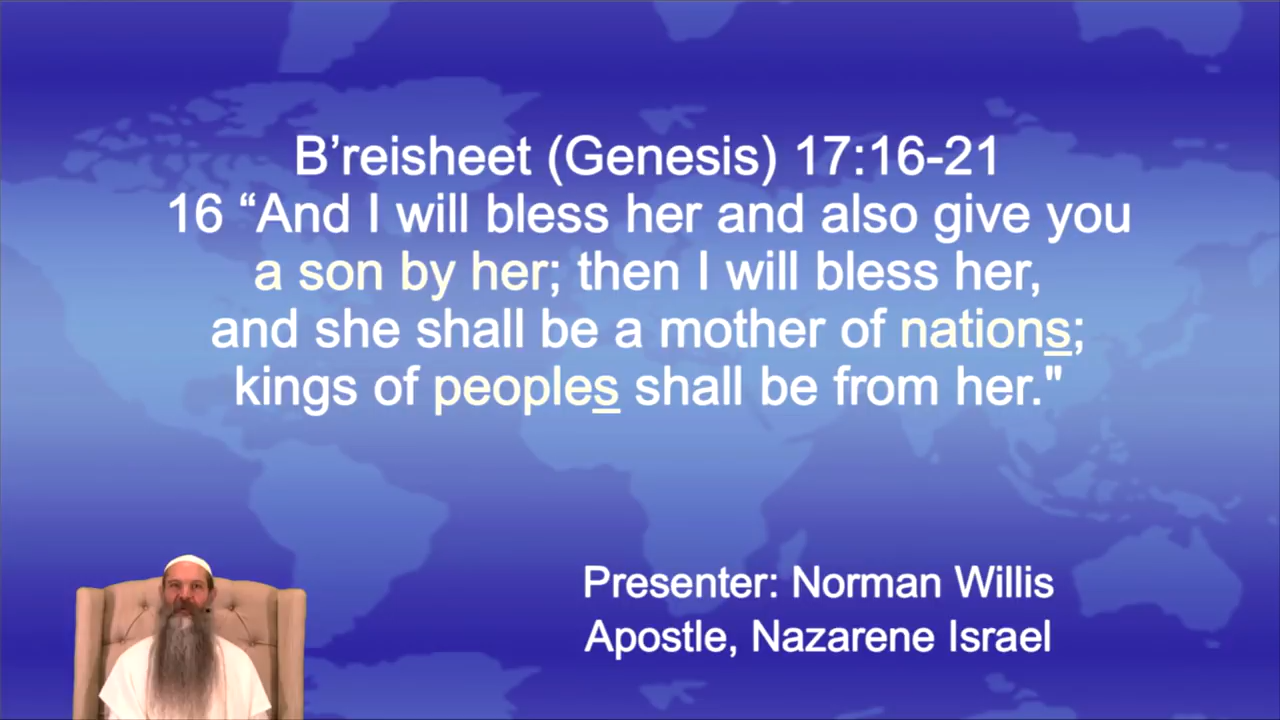 B’reisheet (Genesis) 17:16-21
16 “And I will bless her and also give you
a son by her; then I will bless her,
and she shall be a mother of nations;
kings of peoples shall be from her."
Presenter: Norman Willis
Apostle, Nazarene Israel